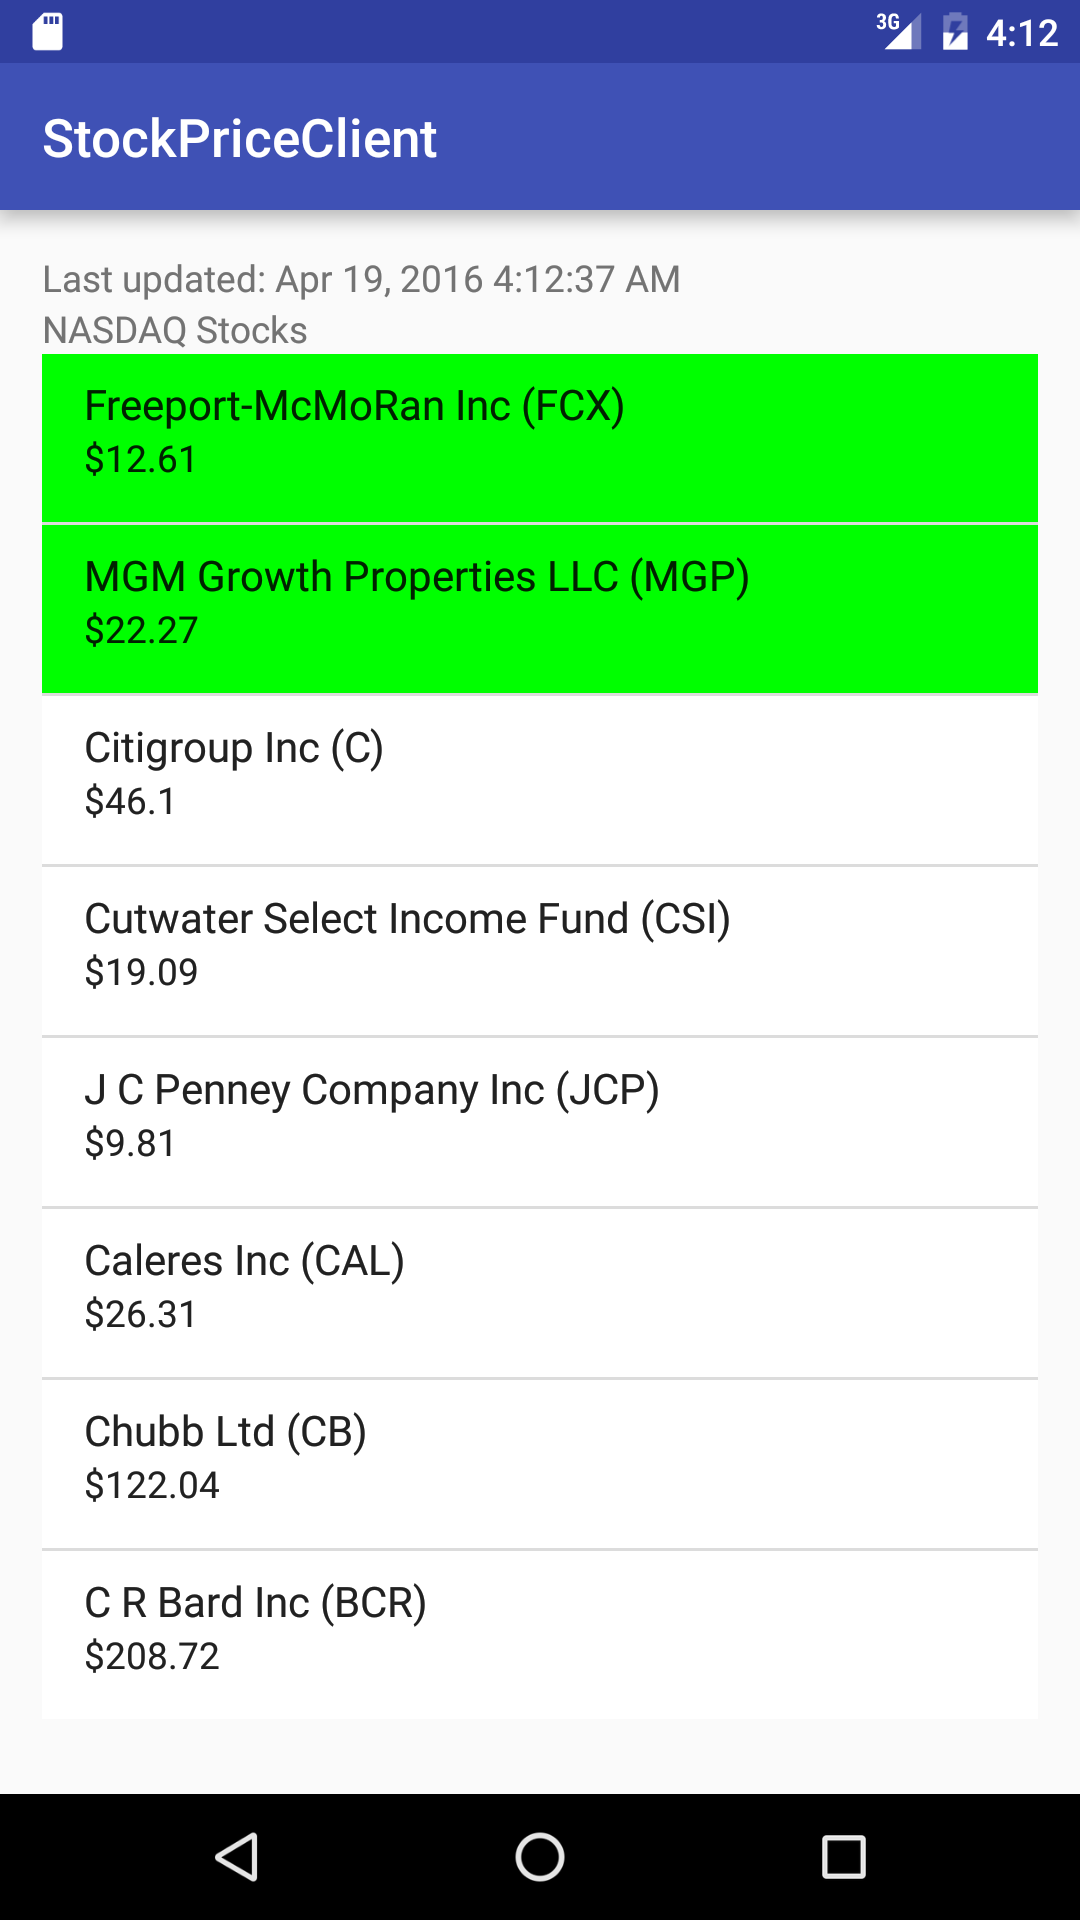 3G 4:12
StockPriceClient
Last updated: Apr 19, 2016 4:12:37 AM
NASDAQ Stocks
Freeport-McMoRan Inc (FCX)
$12.61
MGM Growth Properties LLC (MGP)
$22.27
Citigroup Inc (C)
$46.1
Cutwater Select Income Fund (CSI)
$19.09
J C Penney Company Inc (JCP)
$9.81
Caleres Inc (CAL)
$26.31
Chubb Ltd (CB)
$122.04
C R Bard Inc (BCR)
$208.72